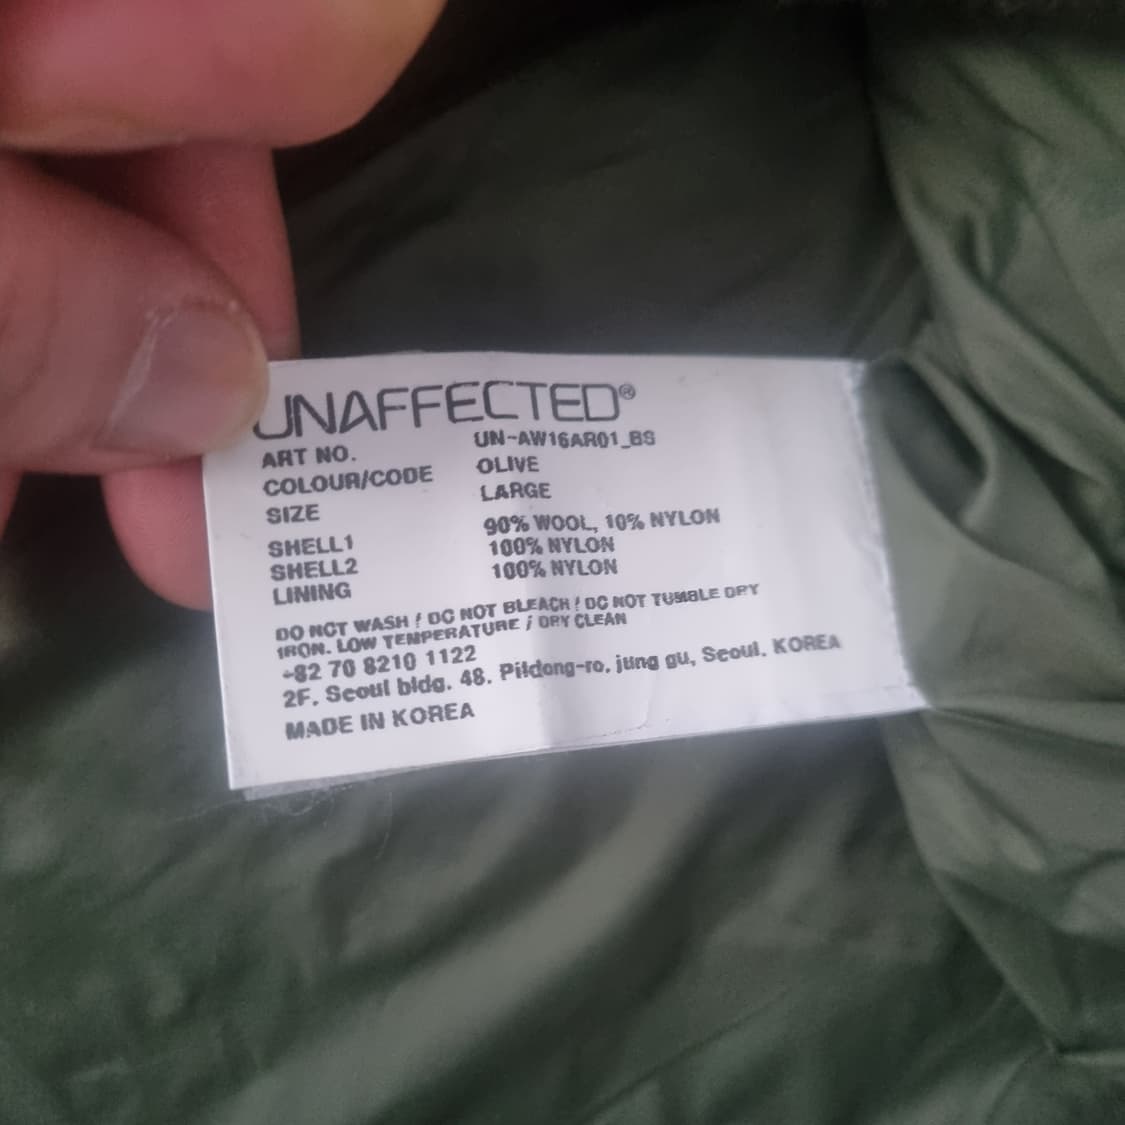 UNAFFECTED®
ART NO. UN-AW16AR01_BS
COLOUR/CODE OLIVE
SIZE LARGE
SHELL1 90% WOOL, 10% NYLON
SHELL2 100% NYLON
LINING 100% NYLON
DO NOT WASH / DO NOT BLEACH / DO NOT TUMBLE DRY
IRON. LOW TEMPERATURE / DRY CLEAN
+82 70 8210 1122
2F. Seoul bldg. 48. Pildong-ro. jung gu, Seoul. KOREA
MADE IN KOREA